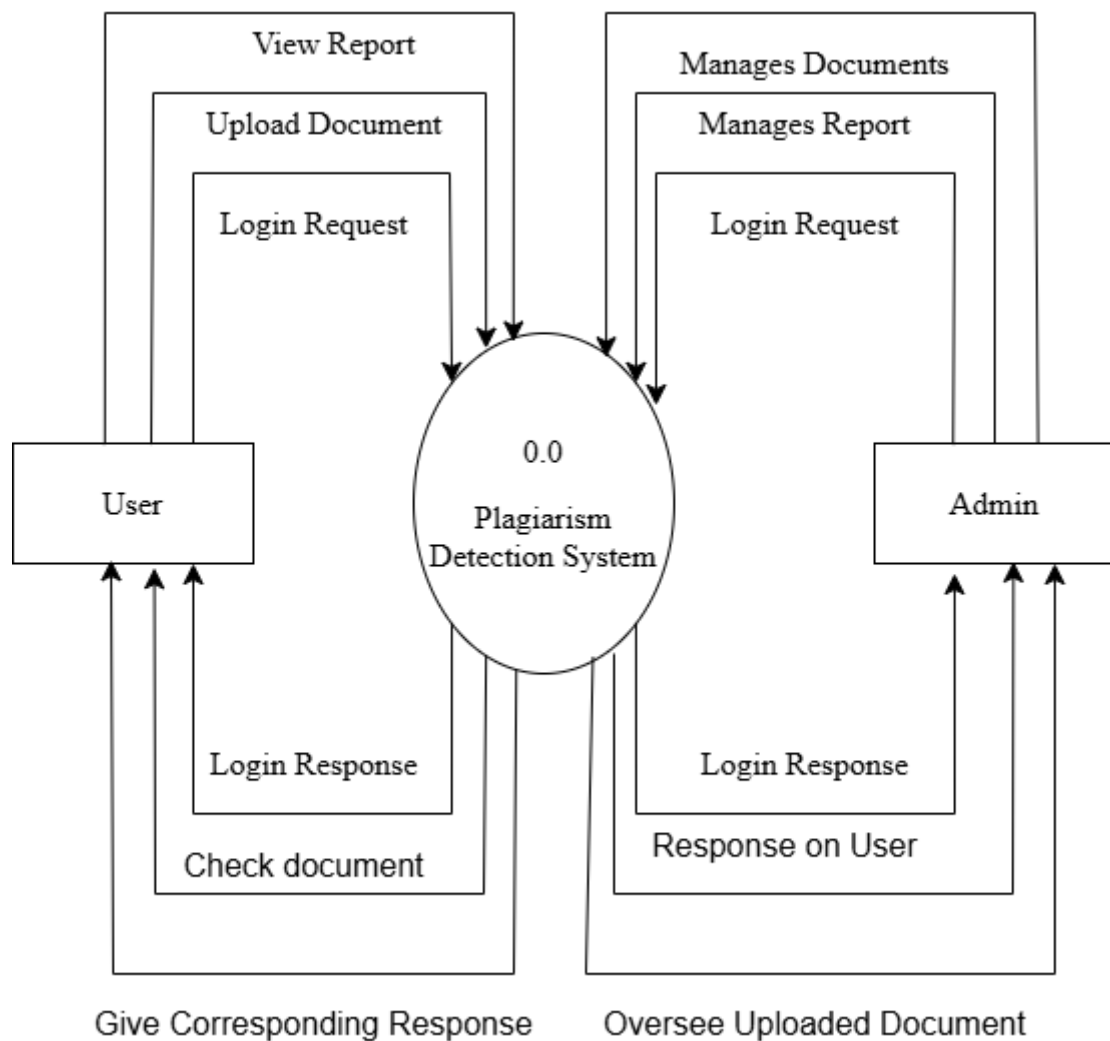 View Report
Manages Documents
Upload Document
Manages Report
Login Request
Login Request
0.0
User
Plagiarism
Detection System
Admin
Login Response
Login Response
Check document
Response on User
Give Corresponding Response
Oversee Uploaded Document